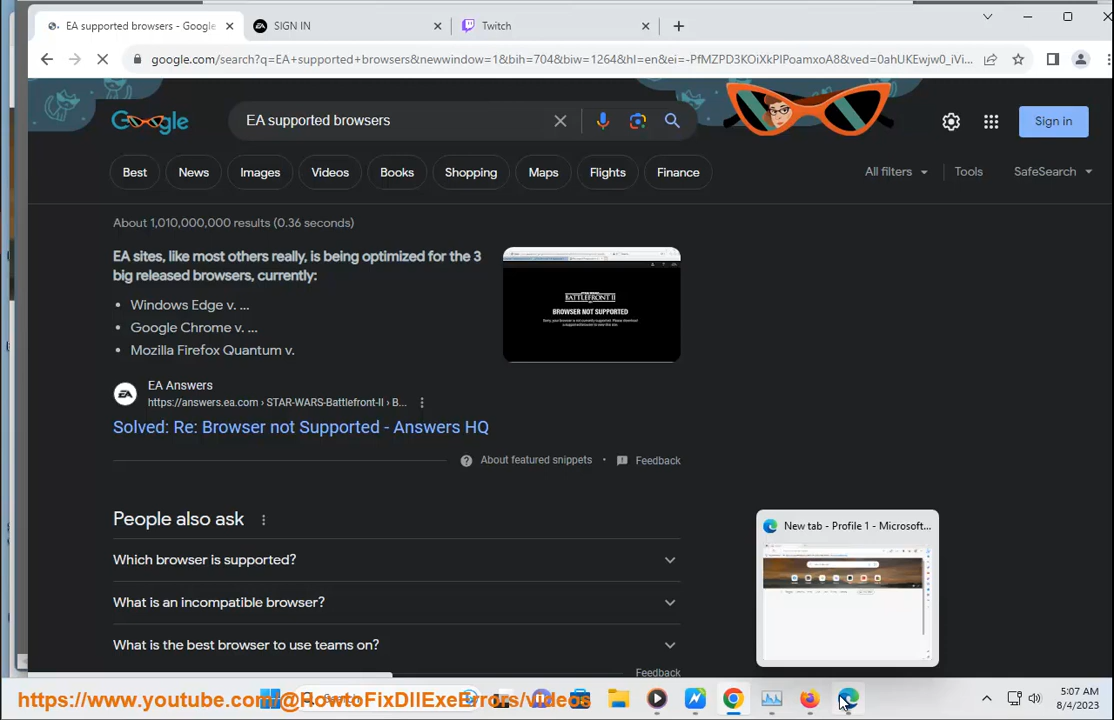 EA supported browsers - Google
SIGN IN
Twitch
google.com/search?q=EA+supported+browsers&newwindow=1&bih=704&biw=1264&hl=en&ei=-PfMZPD3KOiXkPIPoamxoA8&ved=0ahUKEwjw0_iVi...
Google
EA supported browsers
Sign in
Best
News
Images
Videos
Books
Shopping
Maps
Flights
Finance
All filters
Tools
SafeSearch
About 1,010,000,000 results (0.36 seconds)
EA sites, like most others really, is being optimized for the 3
big released browsers, currently:
• Windows Edge v. ...
• Google Chrome v. ...
• Mozilla Firefox Quantum v.
BATTLEFRONT II
BROWSER NOT SUPPORTED
EA Answers
https://answers.ea.com › STAR-WARS-Battlefront-II › B...
Solved: Re: Browser not Supported - Answers HQ
About featured snippets
•
Feedback
People also ask
New tab - Profile 1 - Microsoft...
Which browser is supported?
What is an incompatible browser?
What is the best browser to use teams on?
Feedback
https://www.youtube.com/@HowtoFixDllExeErrors/videos
5:07 AM
8/4/2023